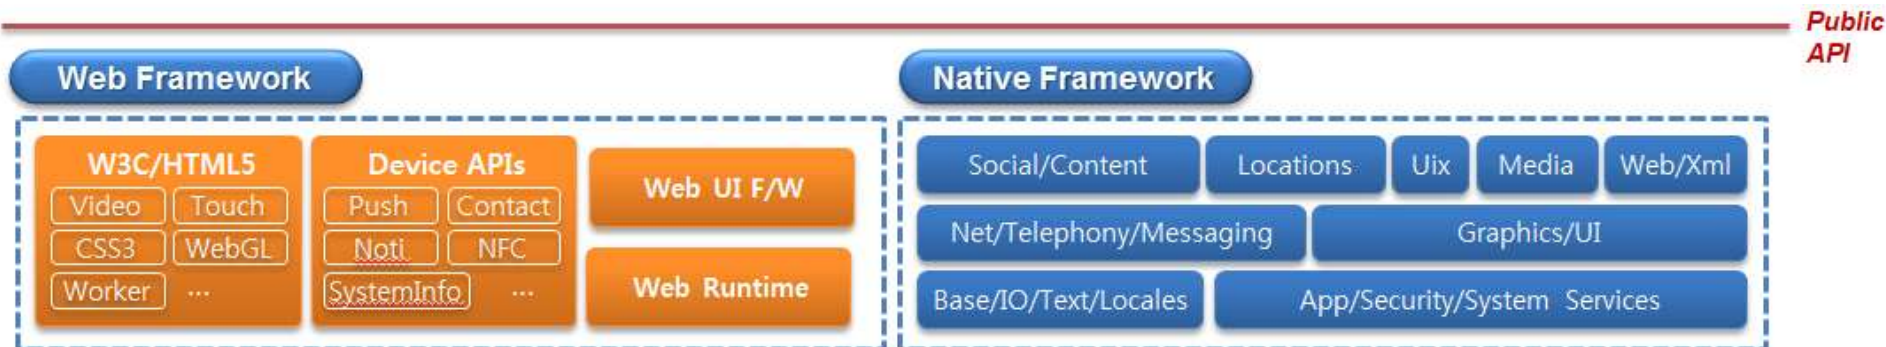 Public
API
Web Framework
Native Framework
W3C/HTML5
Video Touch
CSS3 WebGL
Worker ...
Device APIs
Push Contact
Noti. NFC
SystemInfo ...
Web UI F/W
Web Runtime
Social/Content Locations Uix Media Web/Xml
Net/Telephony/Messaging Graphics/UI
Base/IO/Text/Locales App/Security/System Services